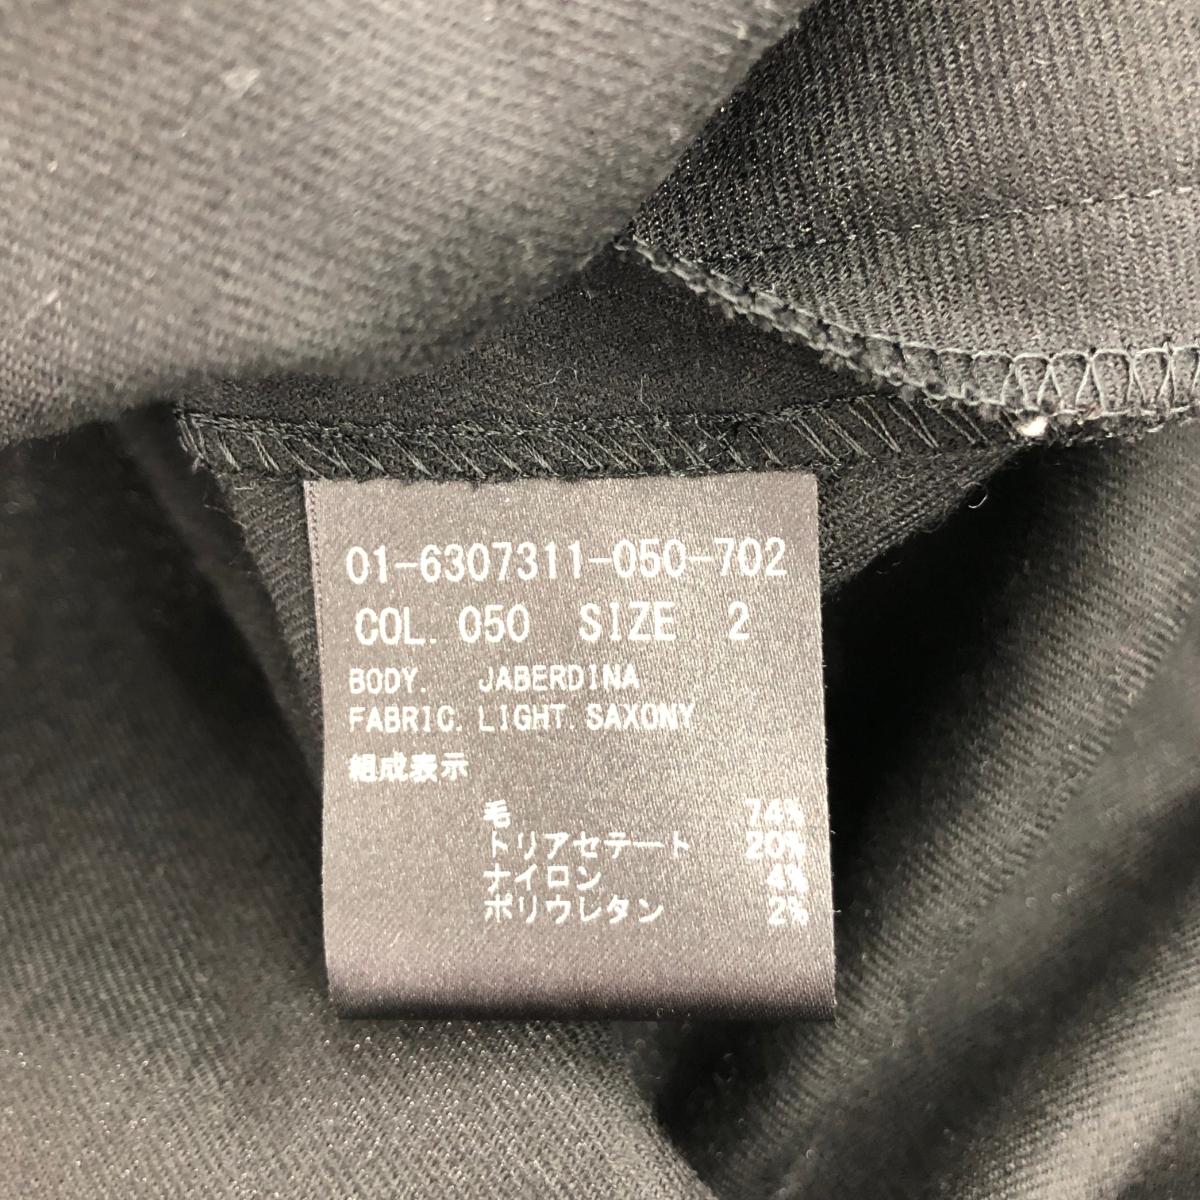 01-6307311-050-702
COL. 050 SIZE 2
BODY. JABERDINA
FABRIC. LIGHT SAXONY
組成表示
毛 74%
トリアセテート 20%
ナイロン 4%
ポリウレタン 2%